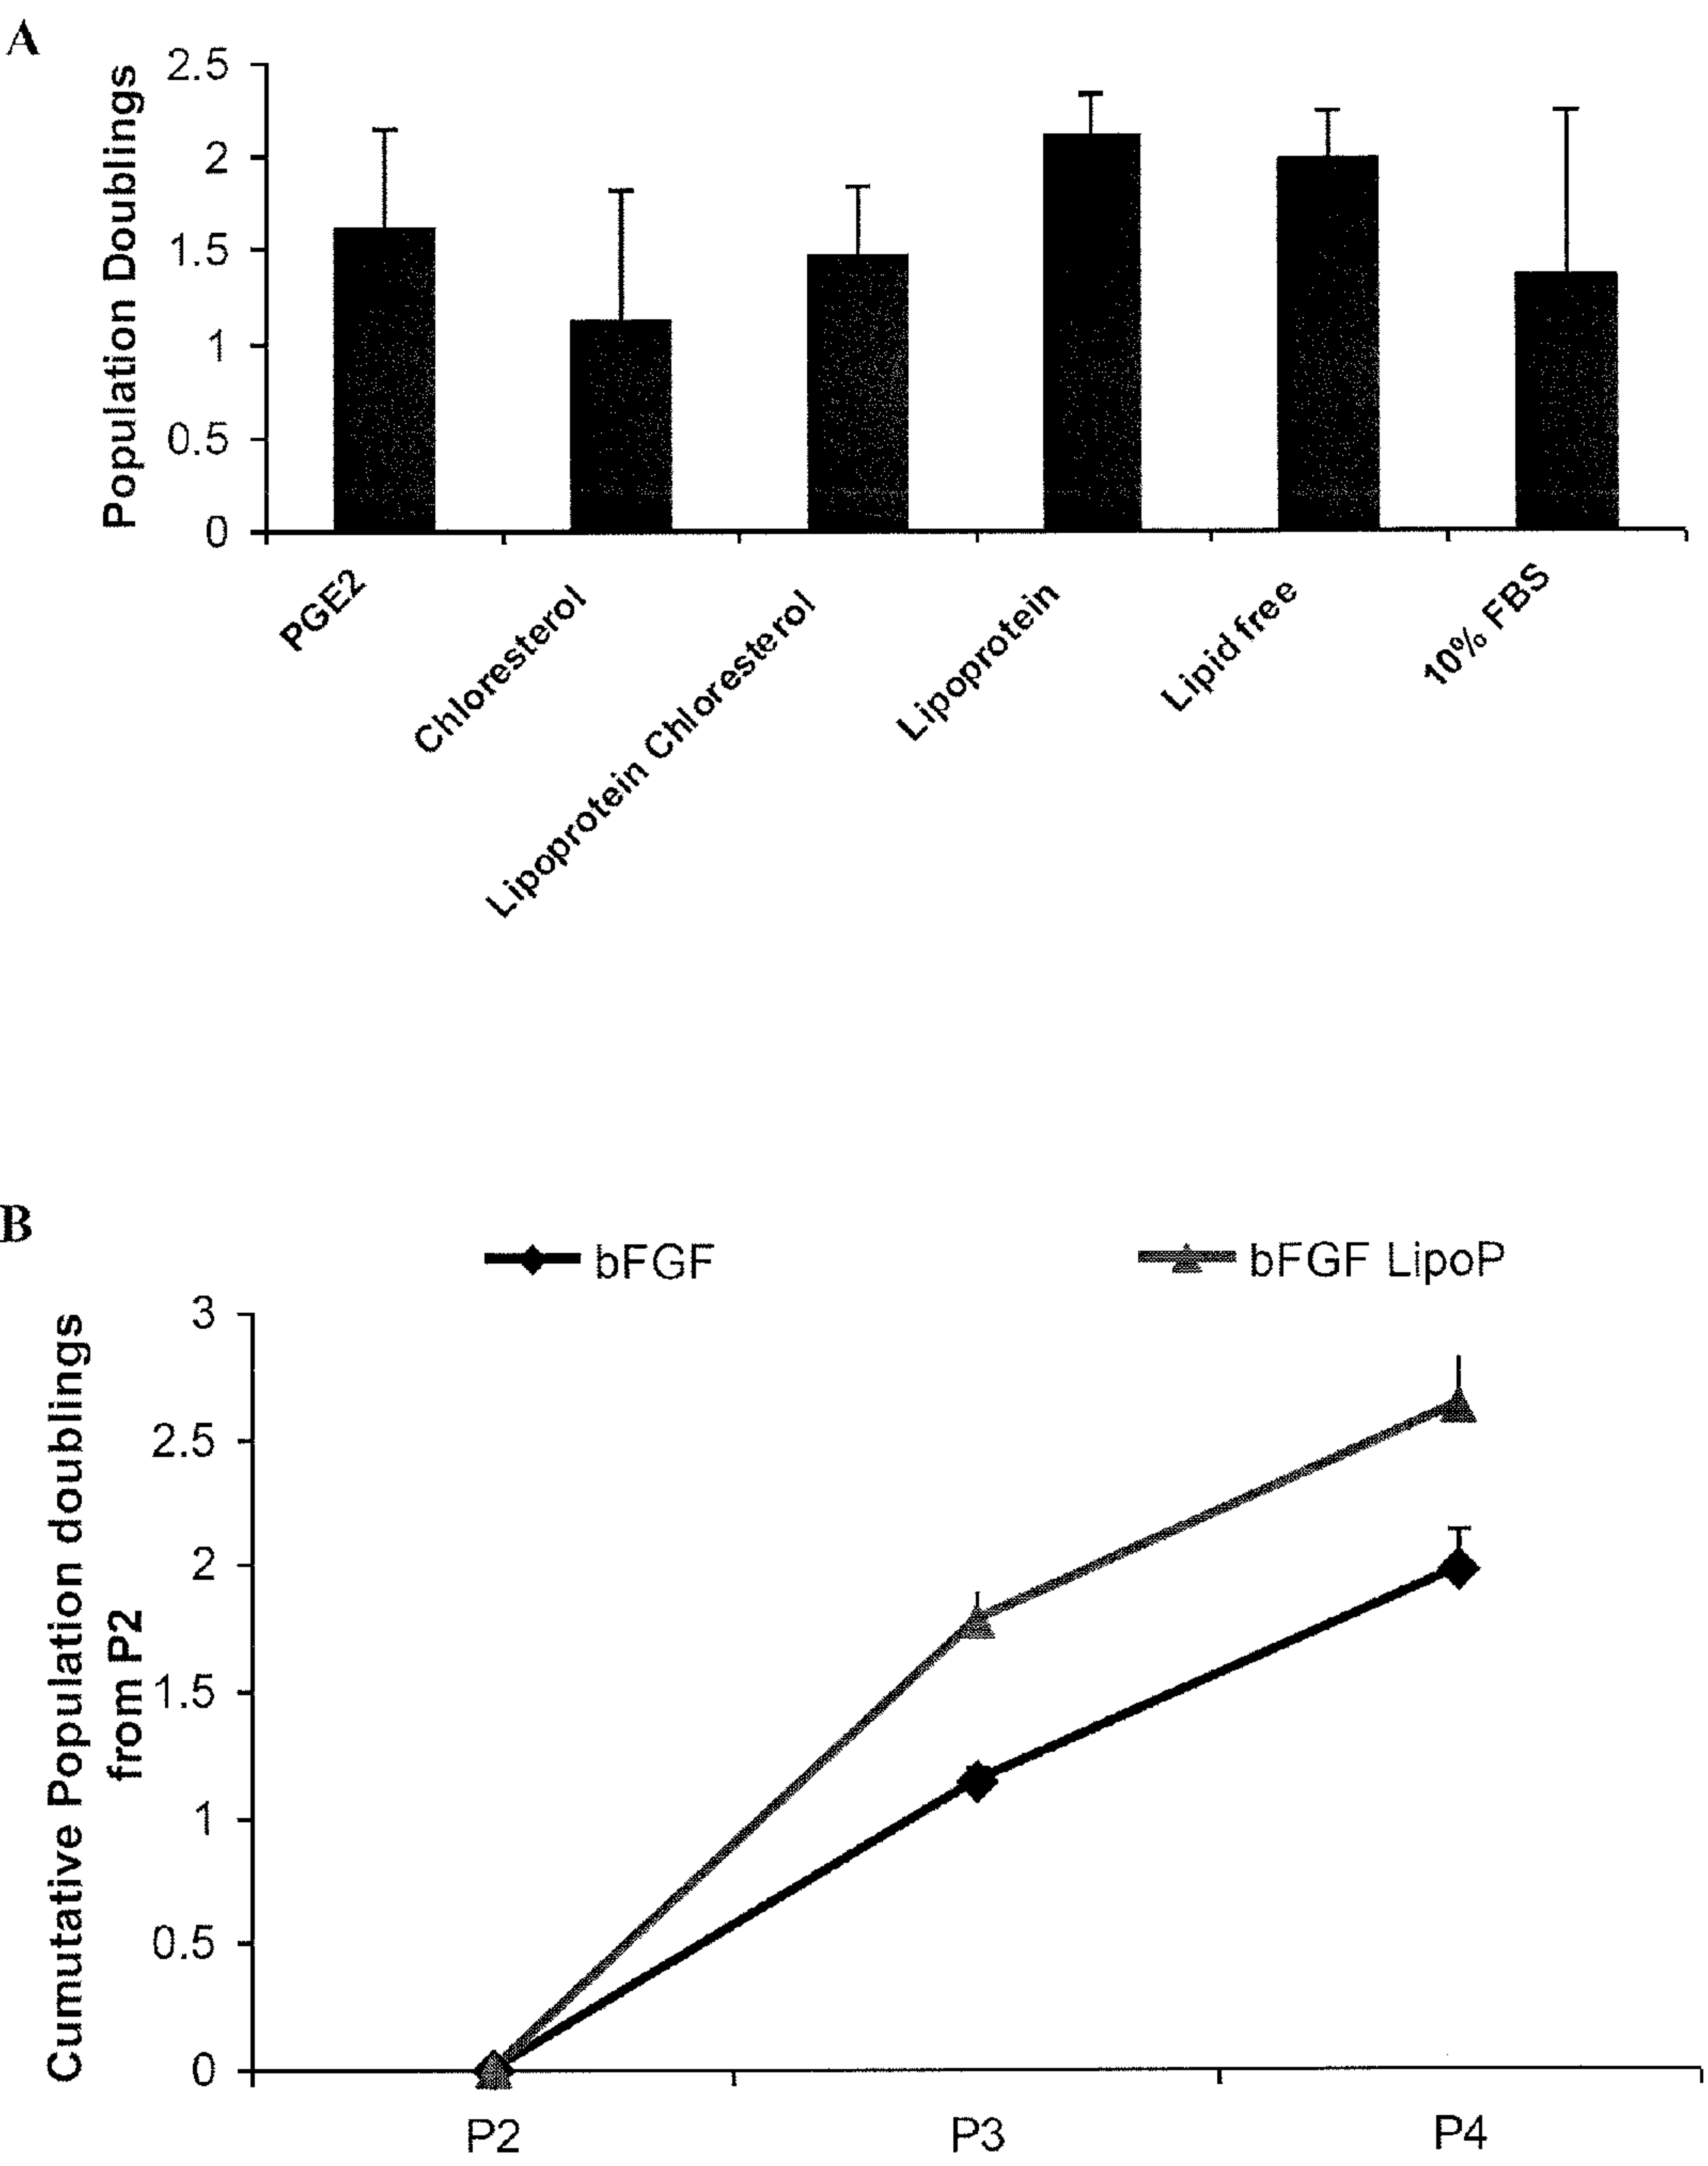 A
Population Doublings
2.5
2
1.5
1
0.5
0
PGE2
Chloresterol
Lipoprotein Chloresterol
Lipoprotein
Lipid free
10% FBS
B
bFGF
bFGF LipoP
Cumutative Population doublings
from P2
3
2.5
2
1.5
1
0.5
0
P2
P3
P4